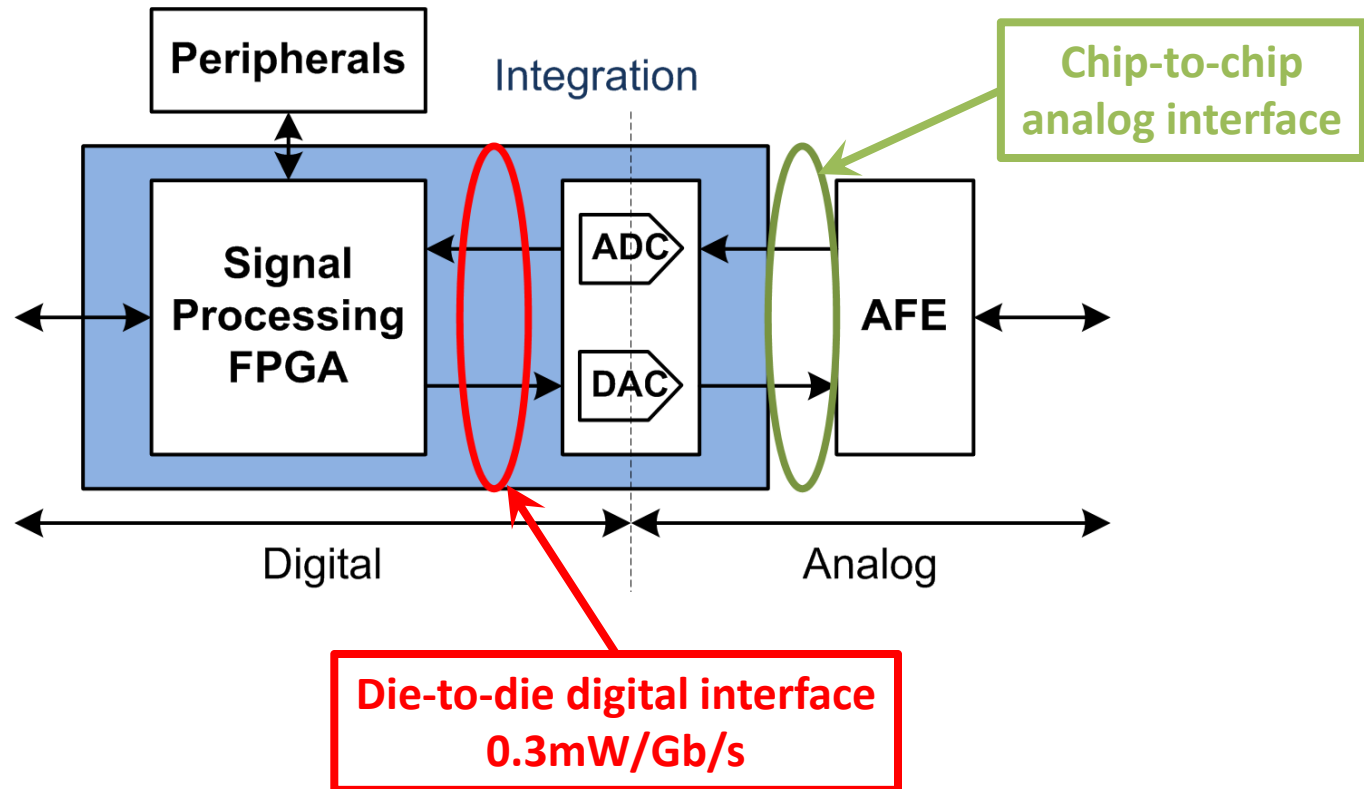 Peripherals
Integration
Chip-to-chip
analog interface
Signal
Processing
FPGA
ADC
DAC
AFE
Digital
Analog
Die-to-die digital interface
0.3mW/Gb/s